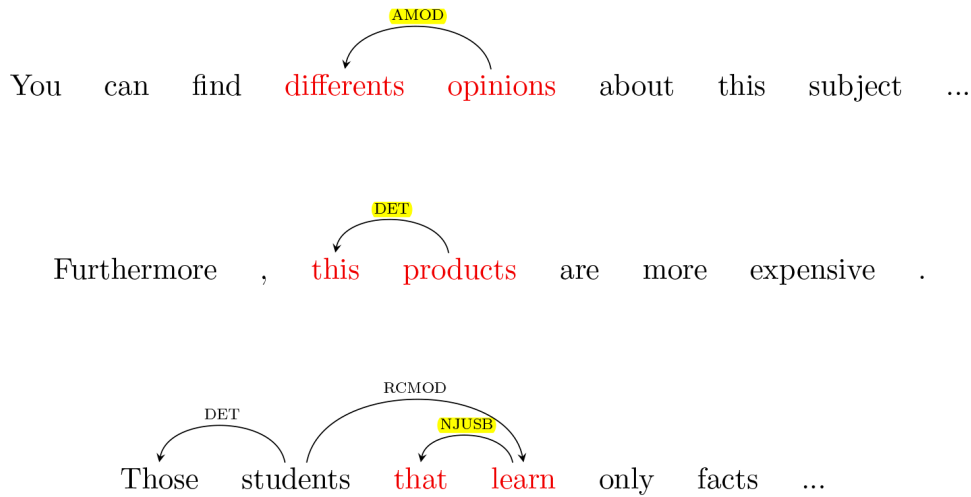 AMOD
You can find differents opinions about this subject ...
DET
Furthermore , this products are more expensive .
RCMOD
DET
NJUSB
Those students that learn only facts ...